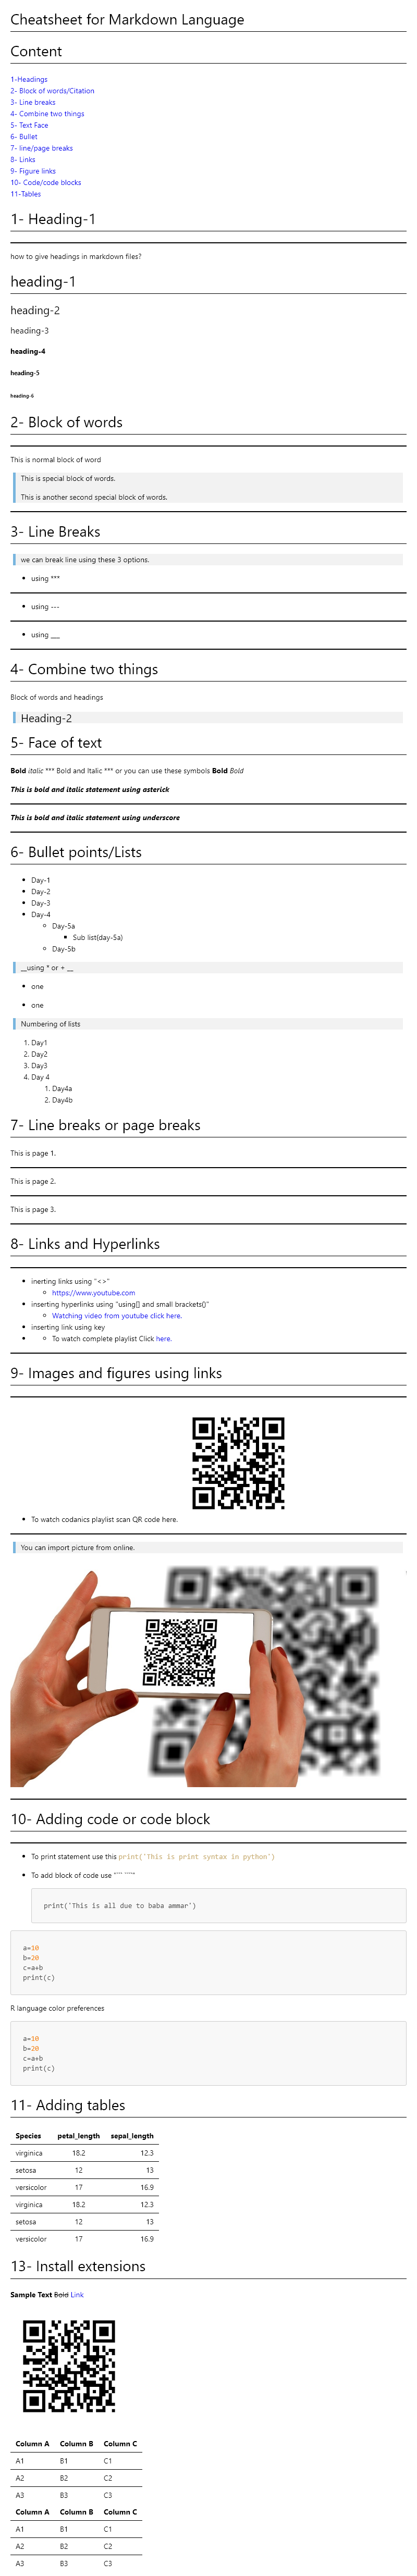 Cheatsheet for Markdown Language
Content
1-Headings
2- Block of words/Citation
3- Line breaks
4- Combine two things
5- Text Face
6- Bullet
7- line/page breaks
8- Links
9- Figure links
10- Code/code blocks
11-Tables
1- Heading-1
how to give headings in markdown files?
heading-1
heading-2
heading-3
heading-4
heading-5
heading-6
2- Block of words
This is normal block of word
This is special block of words.
This is another second special block of words.
3- Line Breaks
we can break line using these 3 options.
• using ***
• using ---
• using ___
4- Combine two things
Block of words and headings
Heading-2
5- Face of text
Bold italic *** Bold and Italic *** or you can use these symbols Bold Bold
This is bold and italic statement using asterick
This is bold and italic statement using underscore
6- Bullet points/Lists
• Day-1
• Day-2
• Day-3
• Day-4
◦ Day-5a
▪ Sub list(day-5a)
◦ Day-5b
__using * or + __
• one
• one
Numbering of lists
1. Day1
2. Day2
3. Day3
4. Day 4
1. Day4a
2. Day4b
7- Line breaks or page breaks
This is page 1.
This is page 2.
This is page 3.
8- Links and Hyperlinks
• inerting links using "<>"
◦ https://www.youtube.com
• inserting hyperlinks using "using[] and small brackets()"
◦ Watching video from youtube click here.
• inserting link using key
• ◦ To watch complete playlist Click here.
9- Images and figures using links
• To watch codanics playlist scan QR code here.
You can import picture from online.
10- Adding code or code block
• To print statement use this print('This is print syntax in python')
• To add block of code use
print('This is all due to baba ammar')
a=10
b=20
c=a+b
print(c)
R language color preferences
a=10
b=20
c=a+b
print(c)
11- Adding tables
Species petal_length sepal_length
virginica 18.2 12.3
setosa 12 13
versicolor 17 16.9
virginica 18.2 12.3
setosa 12 13
versicolor 17 16.9
13- Install extensions
Sample Text Bold Link
Column A Column B Column C
A1 B1 C1
A2 B2 C2
A3 B3 C3
Column A Column B Column C
A1 B1 C1
A2 B2 C2
A3 B3 C3